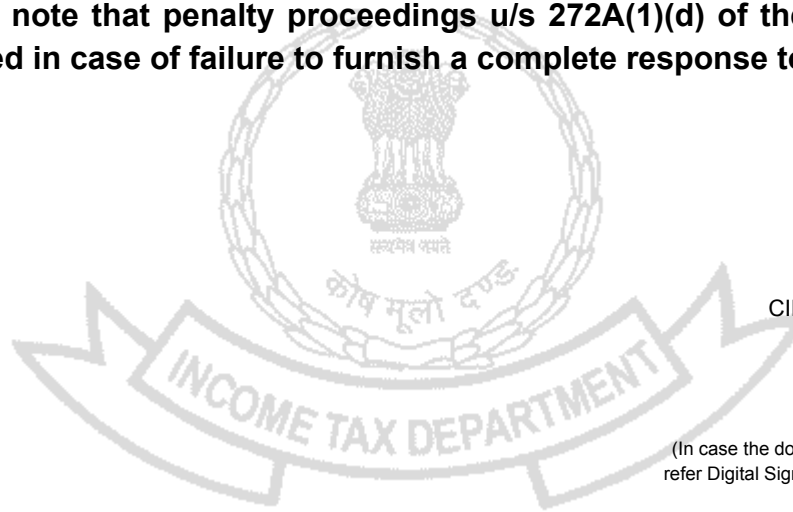 note that penalty proceedings u/s 272A(1)(d) of the
ed in case of failure to furnish a complete response to
सत्यमेव जयते
कोष मूलो दण्ड
INCOME TAX DEPARTMENT
CI
(In case the do
refer Digital Sig